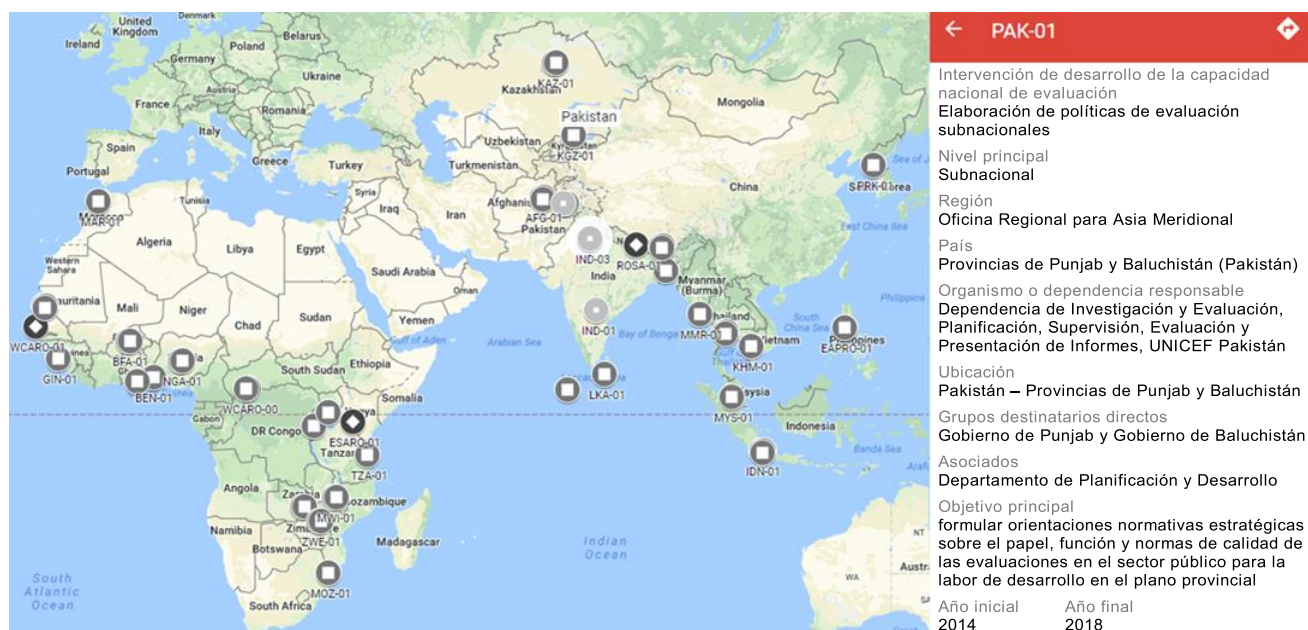 PAK-01
Intervención de desarrollo de la capacidad
nacional de evaluación
Elaboración de políticas de evaluación
subnacionales
Nivel principal
Subnacional
Región
Oficina Regional para Asia Meridional
País
Provincias de Punjab y Baluchistán (Pakistán)
Organismo o dependencia responsable
Dependencia de Investigación y Evaluación,
Planificación, Supervisión, Evaluación y
Presentación de Informes, UNICEF Pakistán
Ubicación
Pakistán – Provincias de Punjab y Baluchistán
Grupos destinatarios directos
Gobierno de Punjab y Gobierno de Baluchistán
Asociados
Departamento de Planificación y Desarrollo
Objetivo principal
formular orientaciones normativas estratégicas
sobre el papel, función y normas de calidad de
las evaluaciones en el sector público para la
labor de desarrollo en el plano provincial
Año inicial Año final
2014 2018
United
Kingdom
Denmark
Ireland
Belarus
Poland
Germany
Ukraine
Austria
France
Romania
Italy
Spain
Portugal
Greece
Turkey
Kazakhstan
KAZ-01
Mongolia
Pakistan
Uzbekistan
KGZ-01
Turkmenistan
China
Tunisia
MAR-01
Syria
Iraq
Iran
AFG-01
Pakistan
East China Sea
Algeria
Libya
Egypt
Western
Sahara
Saudi Arabia
Oman
IND-03
ROSA-01
India
Myanmar
(Burma)
Mali
Niger
Chad
Sudan
Yemen
Gulf of Aden
Arabian Sea
IND-01
Bay of Bengal
MMR-01
South
China Sea
Vietnam
KHM-01
EAPRO-01
WCARO-01
GIN-01
BFA-01
BEN-01
NGA-01
South Sudan
Ethiopia
Somalia
LKA-01
WCARO-00
Gabon
DR Congo
ESARO-01
TZA-01
MYS-01
Indonesia
IDN-01
Banda Sea
Angola
MWI-01
ZWE-01
Namibia
Botswana
Madagascar
MOZ-01
South Africa
South
Atlantic
Ocean
Indian
Ocean
NT
WA